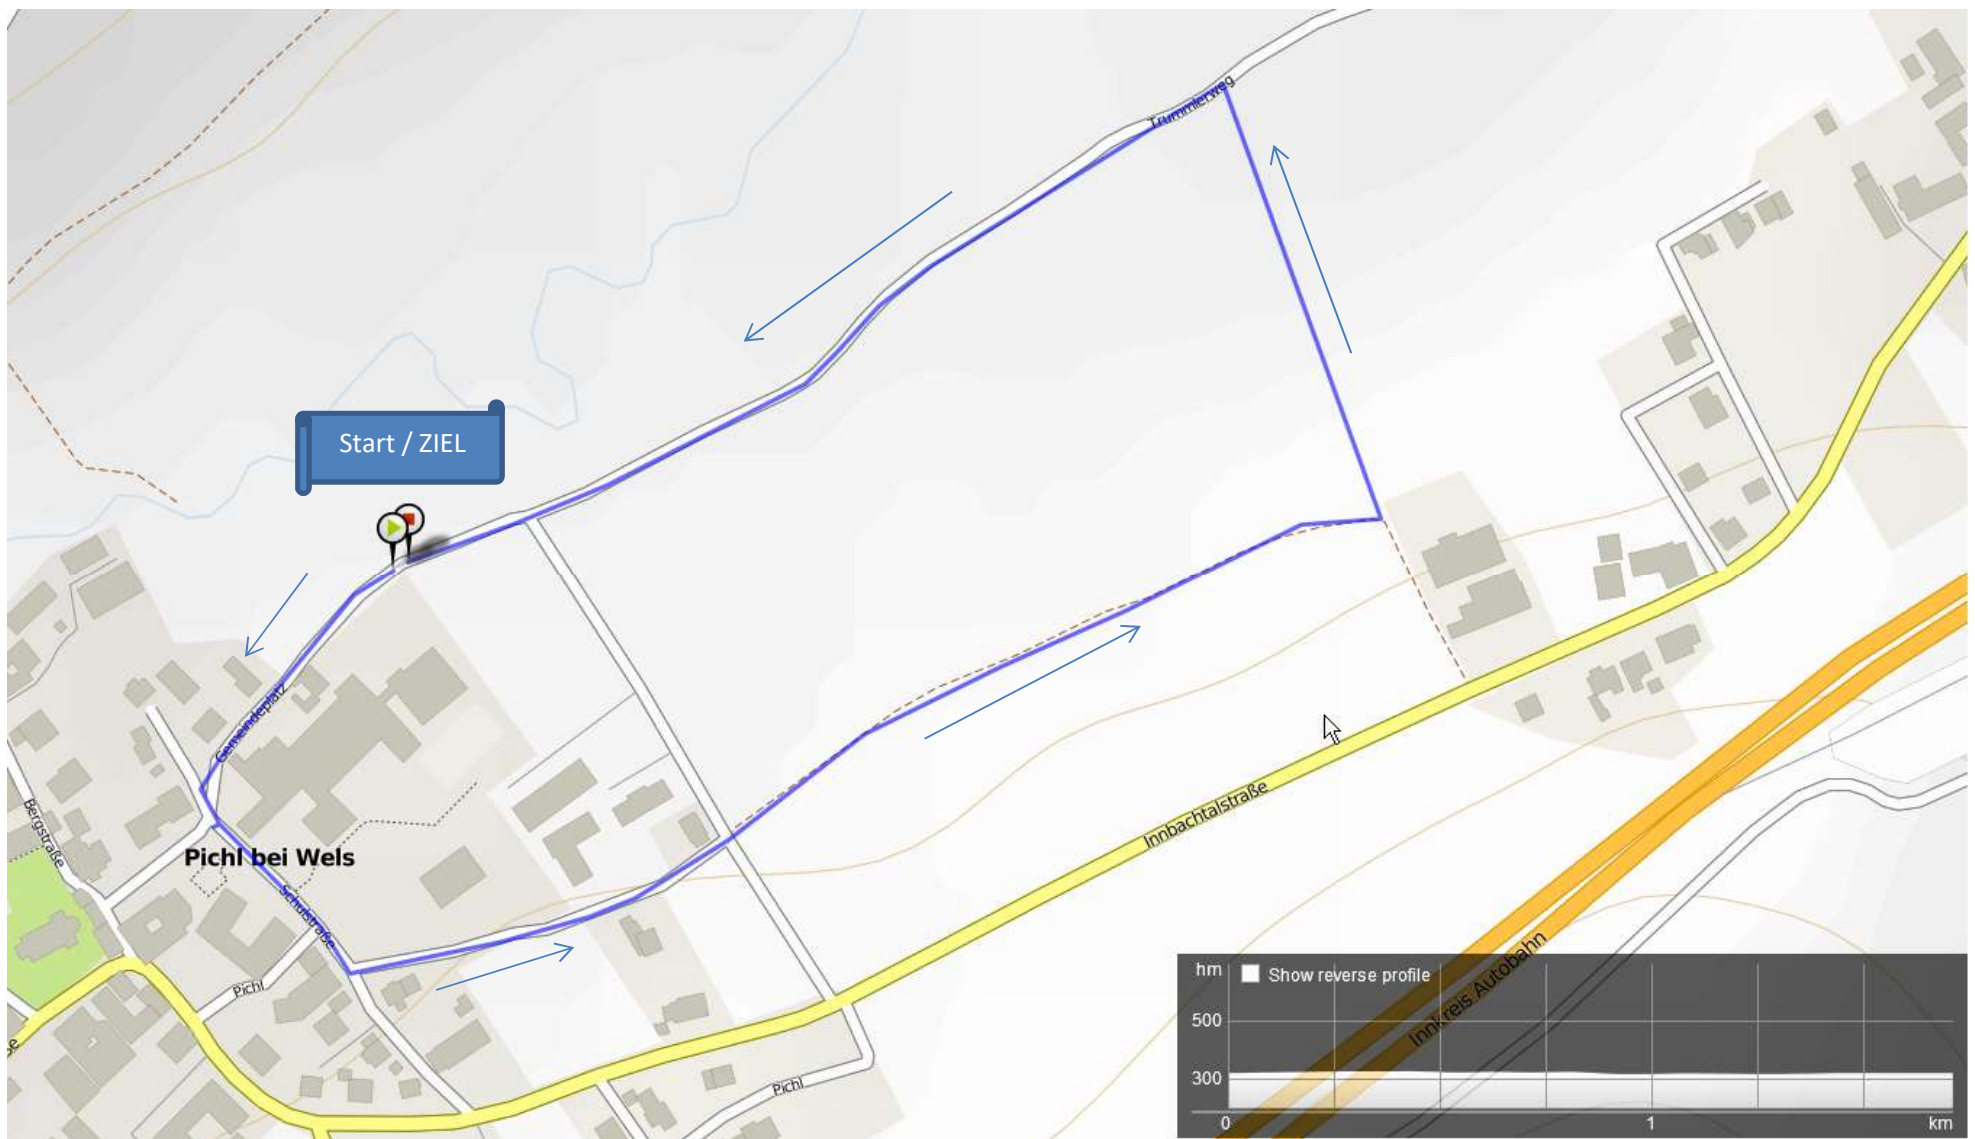 Trummlerweg
Start / ZIEL
Gemeindeplatz
Bergstraße
Pichl bei Wels
Schulstraße
Innbachtalstraße
Pichl
Innkreis Autobahn
Pichl
se
hm
Show reverse profile
500
300
0
1
km